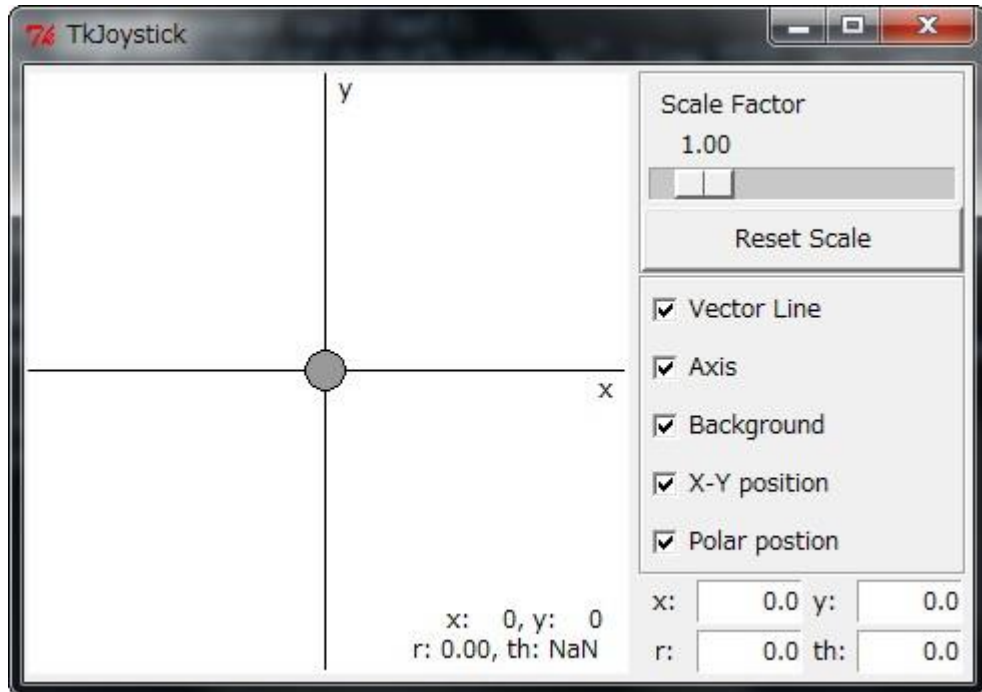 TkJoystick
y
x
x: 0, y: 0
r: 0.00, th: NaN
Scale Factor
1.00
Reset Scale
Vector Line
Axis
Background
X-Y position
Polar postion
x: 0.0 y: 0.0
r: 0.0 th: 0.0